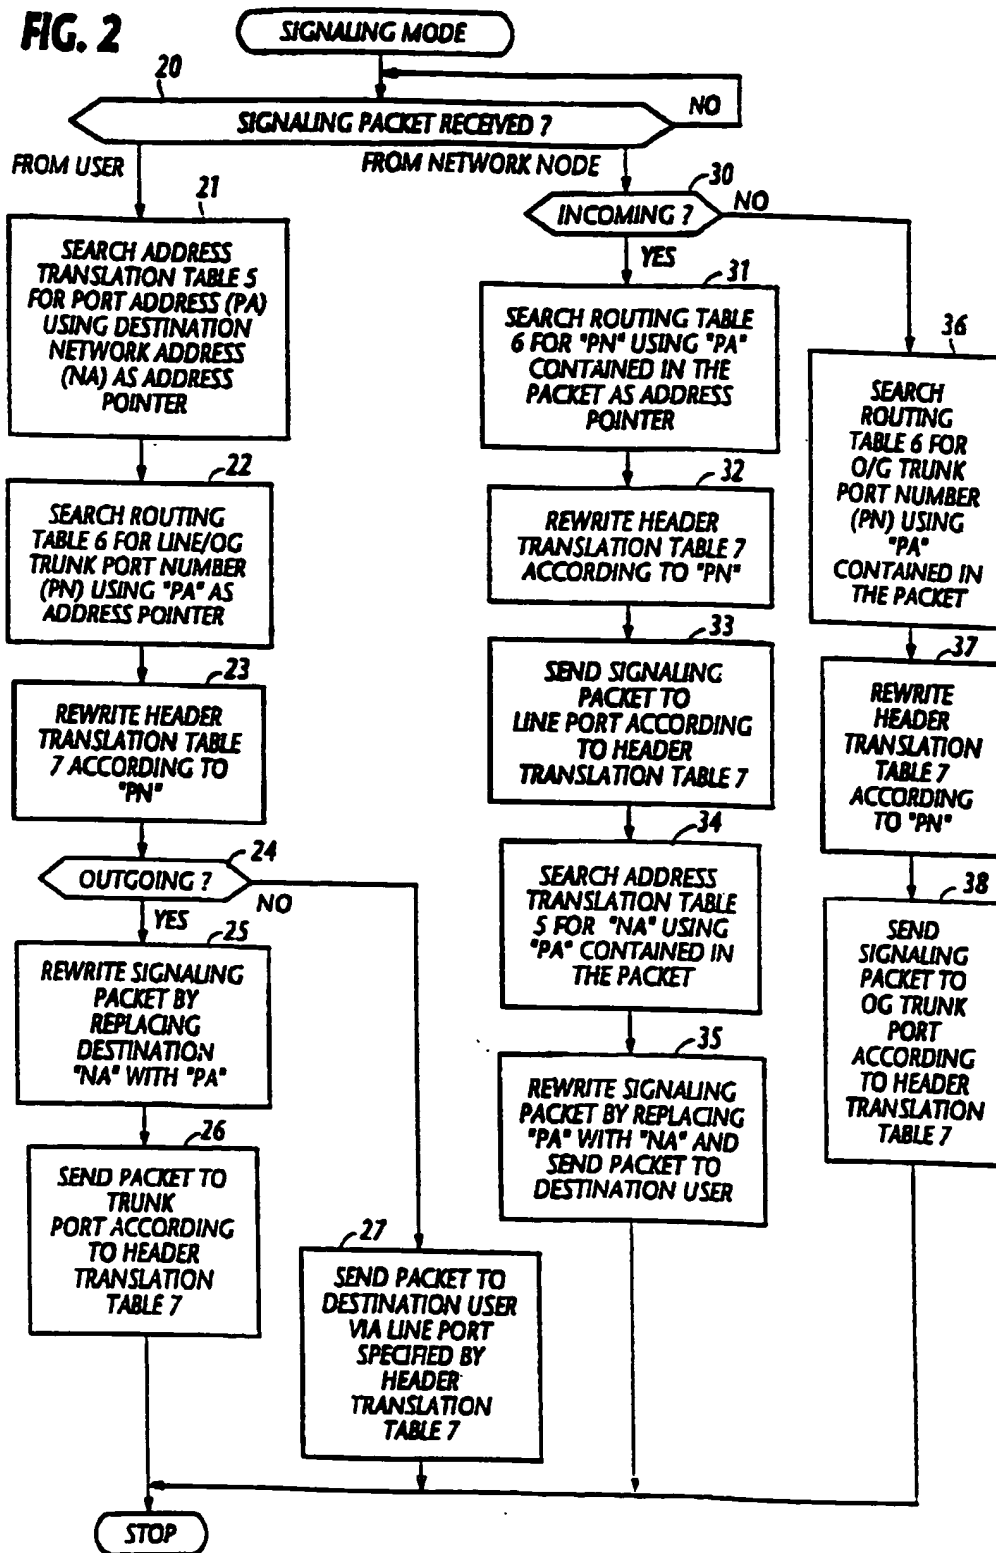 FIG. 2
SIGNALING MODE
20
SIGNALING PACKET RECEIVED ?
NO
FROM USER
FROM NETWORK NODE
21
SEARCH ADDRESS
TRANSLATION TABLE 5
FOR PORT ADDRESS (PA)
USING DESTINATION
NETWORK ADDRESS
(NA) AS ADDRESS
POINTER
22
SEARCH ROUTING
TABLE 6 FOR LINE/OG
TRUNK PORT NUMBER
(PN) USING "PA" AS
ADDRESS POINTER
23
REWRITE HEADER
TRANSLATION TABLE
7 ACCORDING TO
"PN"
24
OUTGOING ?
NO
YES
25
REWRITE SIGNALING
PACKET BY
REPLACING
DESTINATION
"NA" WITH "PA"
26
SEND PACKET TO
TRUNK
PORT ACCORDING
TO HEADER
TRANSLATION
TABLE 7
27
SEND PACKET TO
DESTINATION USER
VIA LINE PORT
SPECIFIED BY
HEADER
TRANSLATION
TABLE 7
30
INCOMING ?
NO
YES
31
SEARCH ROUTING TABLE
6 FOR "PN" USING "PA"
CONTAINED IN THE
PACKET AS ADDRESS
POINTER
32
REWRITE HEADER
TRANSLATION TABLE 7
ACCORDING TO "PN"
33
SEND SIGNALING
PACKET TO
LINE PORT ACCORDING
TO HEADER
TRANSLATION TABLE 7
34
SEARCH ADDRESS
TRANSLATION TABLE
5 FOR "NA" USING
"PA" CONTAINED IN
THE PACKET
35
REWRITE SIGNALING
PACKET BY REPLACING
"PA" WITH "NA" AND
SEND PACKET TO
DESTINATION USER
36
SEARCH
ROUTING
TABLE 6 FOR
O/G TRUNK
PORT NUMBER
(PN) USING
"PA"
CONTAINED IN
THE PACKET
37
REWRITE
HEADER
TRANSLATION
TABLE 7
ACCORDING
TO "PN"
38
SEND
SIGNALING
PACKET TO
OG TRUNK
PORT
ACCORDING
TO HEADER
TRANSLATION
TABLE 7
STOP